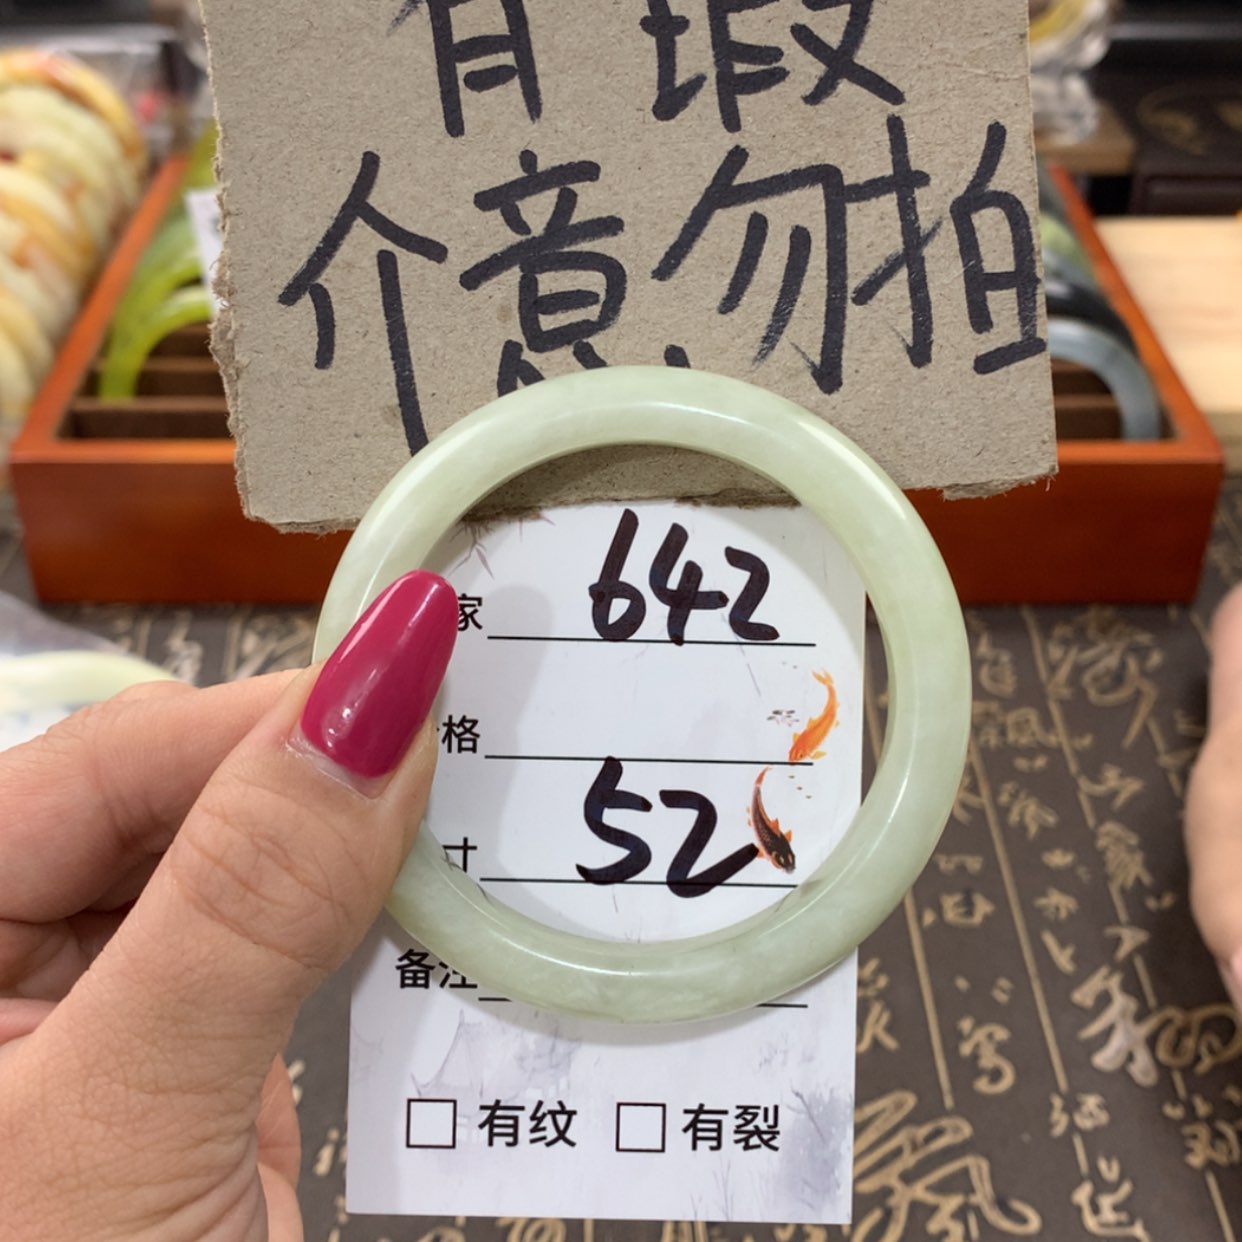 有瑕
介意勿拍
家 642
格
寸 52
备注
□ 有纹 □ 有裂